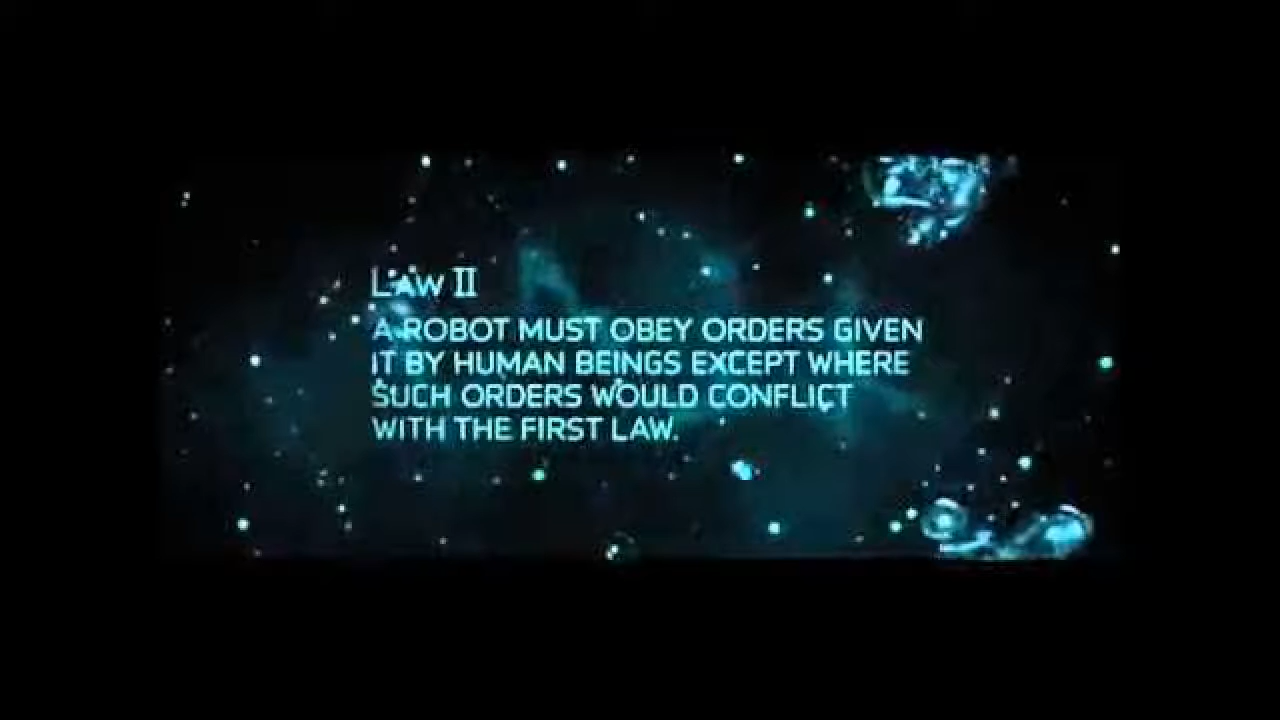 LAW II
A ROBOT MUST OBEY ORDERS GIVEN
IT BY HUMAN BEINGS EXCEPT WHERE
SUCH ORDERS WOULD CONFLICT
WITH THE FIRST LAW.